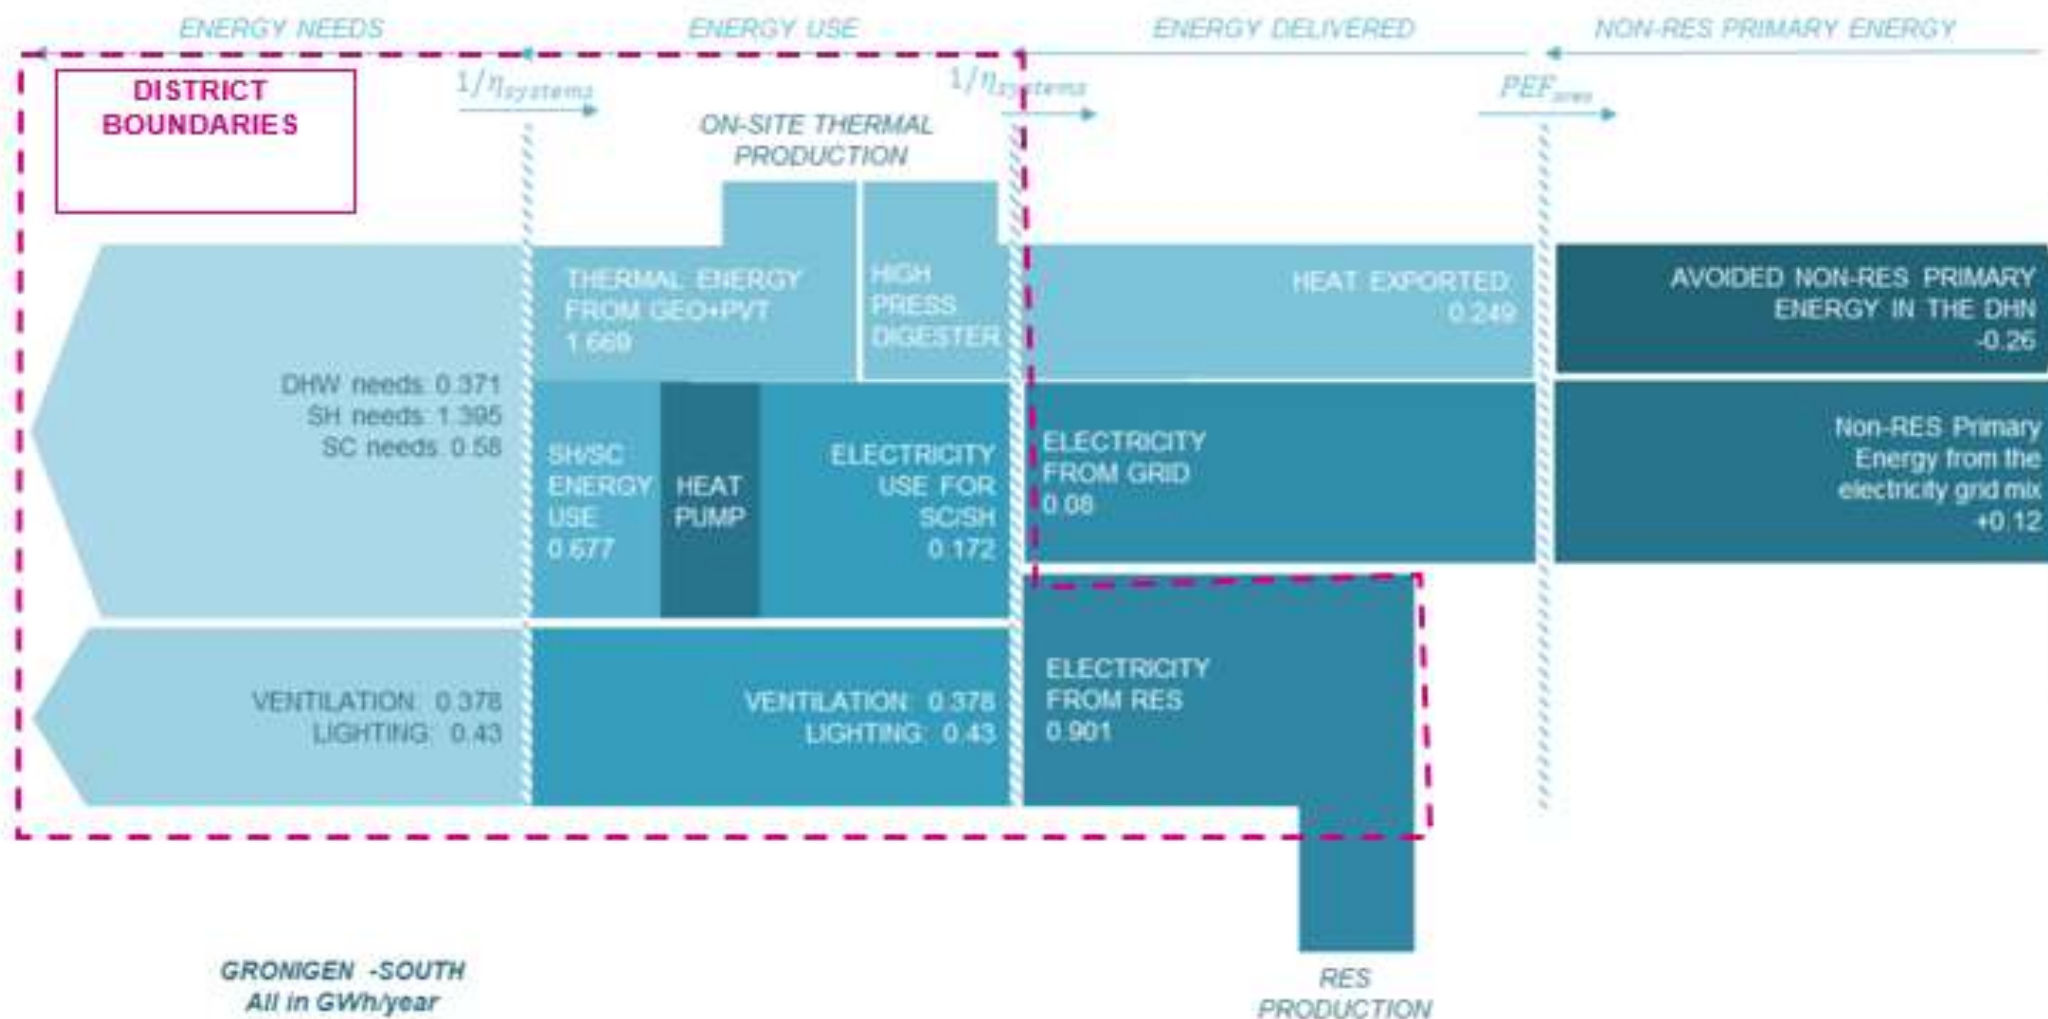 ENERGY NEEDS
ENERGY USE
ENERGY DELIVERED
NON-RES PRIMARY ENERGY
DISTRICT
BOUNDARIES
1/η systems
1/η systems
PEF
ON-SITE THERMAL
PRODUCTION
THERMAL ENERGY
FROM GEO+PVT
1.669
HIGH
PRESS
DIGESTER
HEAT EXPORTED:
0.249
AVOIDED NON-RES PRIMARY
ENERGY IN THE DHN
-0.26
DHW needs: 0.371
SH needs: 1.395
SC needs: 0.58
SH/SC
ENERGY
USE
0.677
HEAT
PUMP
ELECTRICITY
USE FOR
SC/SH
0.172
ELECTRICITY
FROM GRID
0.08
Non-RES Primary
Energy from the
electricity grid mix
+0.12
VENTILATION: 0.378
LIGHTING: 0.43
VENTILATION: 0.378
LIGHTING: 0.43
ELECTRICITY
FROM RES
0.901
GRONIGEN -SOUTH
All in GWh/year
RES
PRODUCTION